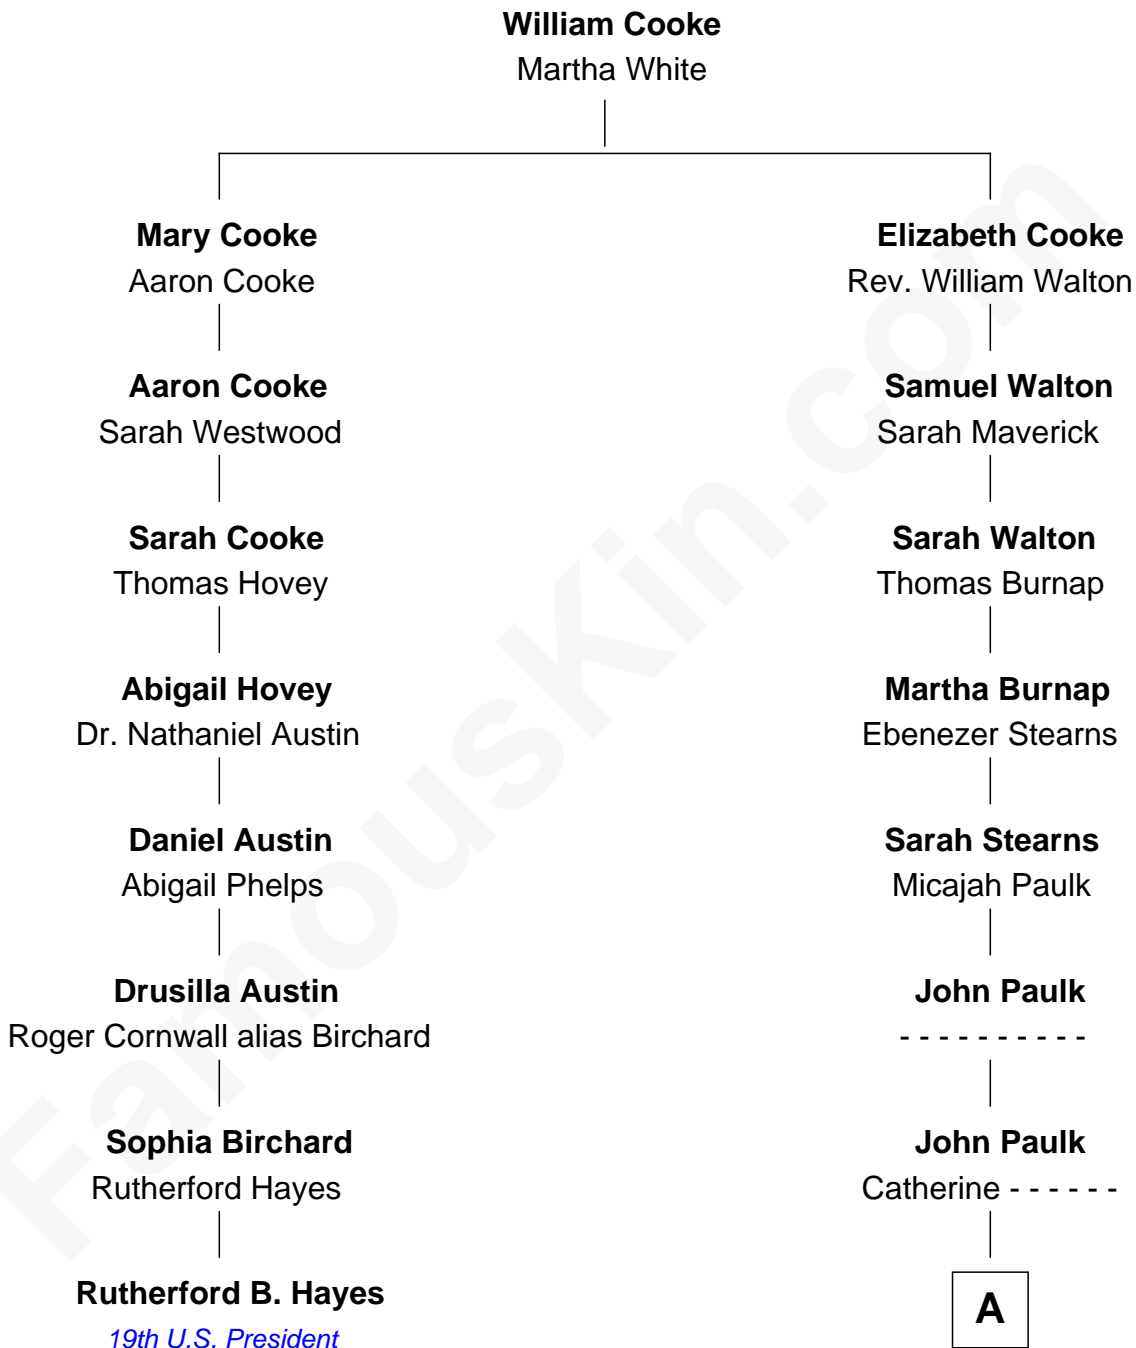 William Cooke
Martha White
Mary Cooke
Aaron Cooke
Elizabeth Cooke
Rev. William Walton
Aaron Cooke
Sarah Westwood
Samuel Walton
Sarah Maverick
Sarah Cooke
Thomas Hovey
Sarah Walton
Thomas Burnap
Abigail Hovey
Dr. Nathaniel Austin
Martha Burnap
Ebenezer Stearns
Daniel Austin
Abigail Phelps
Sarah Stearns
Micajah Paulk
Drusilla Austin
Roger Cornwall alias Birchard
John Paulk
- - - - - - - - - -
Sophia Birchard
Rutherford Hayes
John Paulk
Catherine - - - - - -
Rutherford B. Hayes
19th U.S. President
A
FamousKin.com